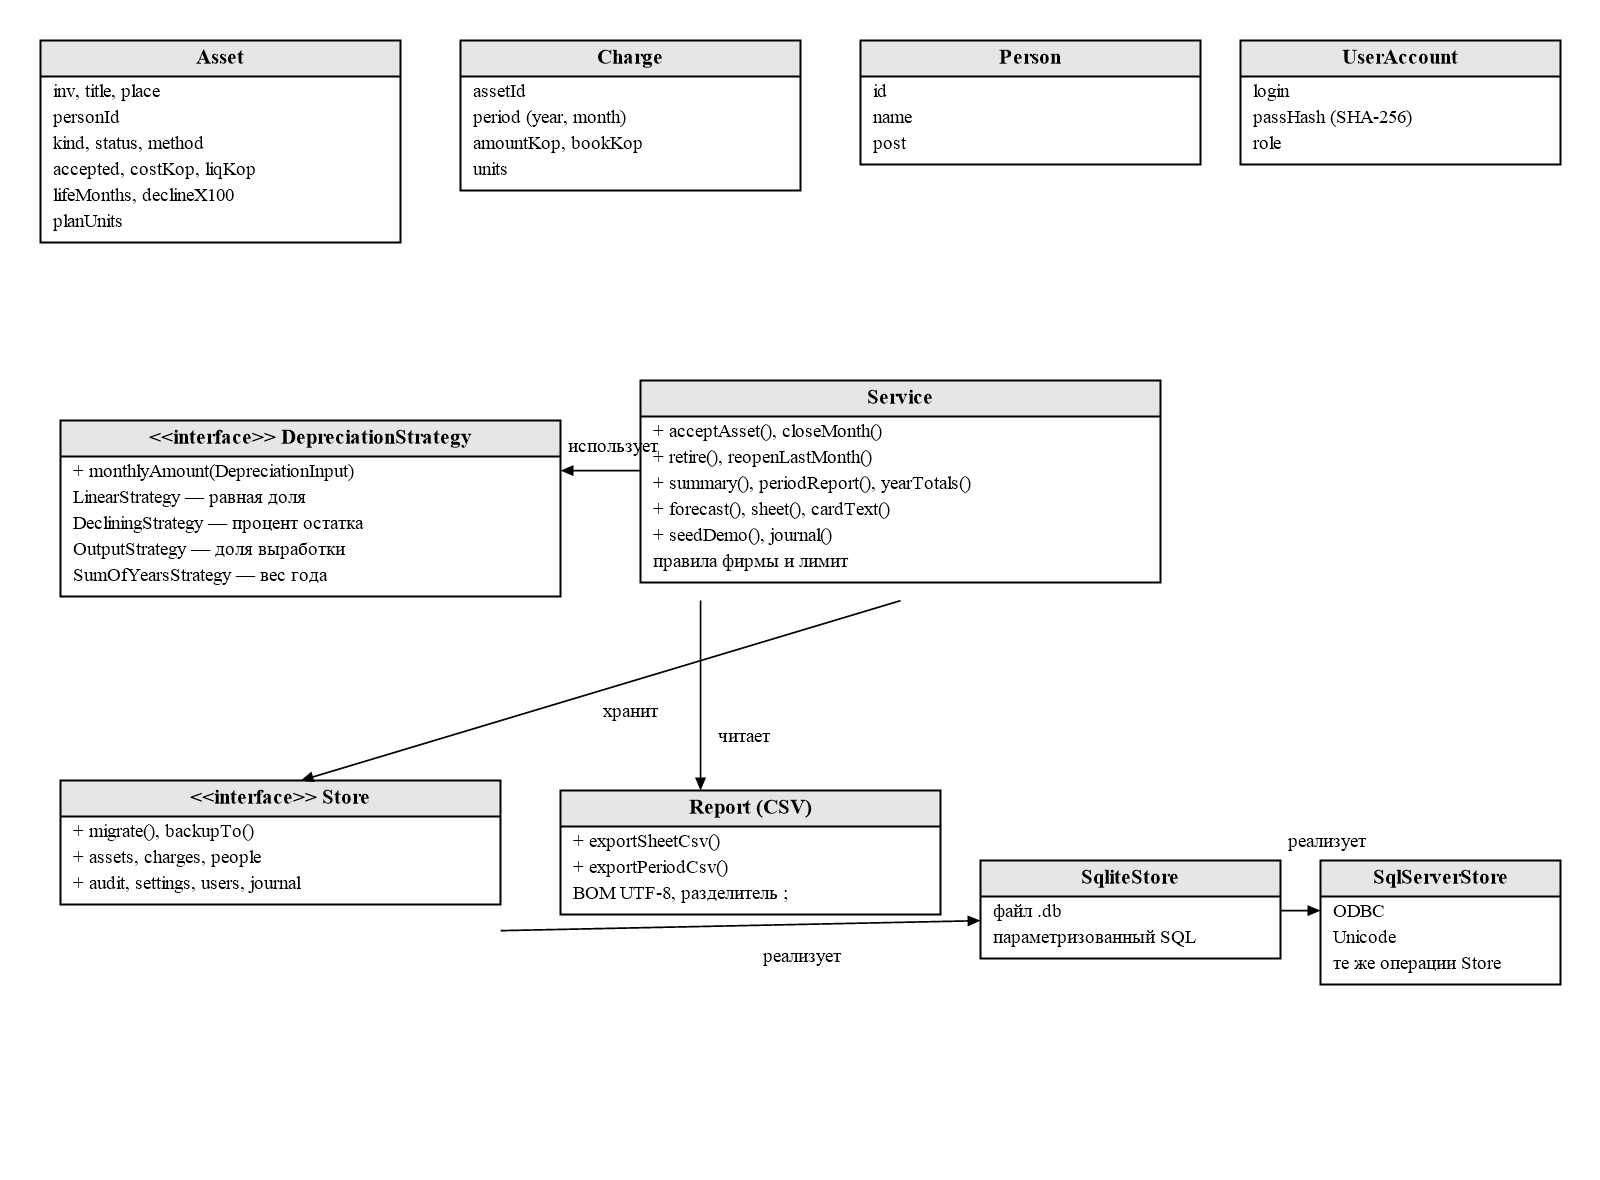 Asset
inv, title, place
personId
kind, status, method
accepted, costKop, liqKop
lifeMonths, declineX100
planUnits
Charge
assetId
period (year, month)
amountKop, bookKop
units
Person
id
name
post
UserAccount
login
passHash (SHA-256)
role
<<interface>> DepreciationStrategy
+ monthlyAmount(DepreciationInput)
LinearStrategy — равная доля
DecliningStrategy — процент остатка
OutputStrategy — доля выработки
SumOfYearsStrategy — вес года
использует
Service
+ acceptAsset(), closeMonth()
+ retire(), reopenLastMonth()
+ summary(), periodReport(), yearTotals()
+ forecast(), sheet(), cardText()
+ seedDemo(), journal()
правила фирмы и лимит
хранит
читает
<<interface>> Store
+ migrate(), backupTo()
+ assets, charges, people
+ audit, settings, users, journal
Report (CSV)
+ exportSheetCsv()
+ exportPeriodCsv()
BOM UTF-8, разделитель ;
реализует
SqliteStore
файл .db
параметризованный SQL
реализует
SqlServerStore
ODBC
Unicode
те же операции Store